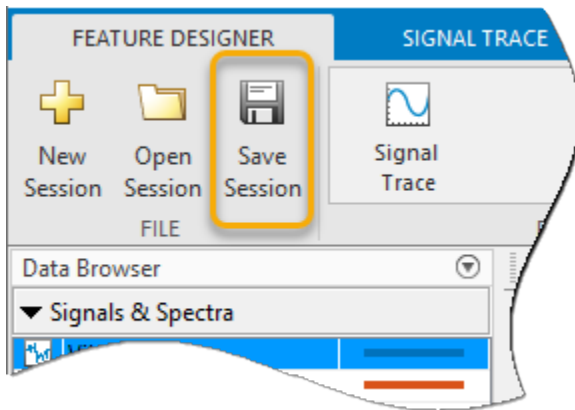 FEATURE DESIGNER
SIGNAL TRACE
New Session
Open Session
Save Session
Signal Trace
FILE
Data Browser
Signals & Spectra